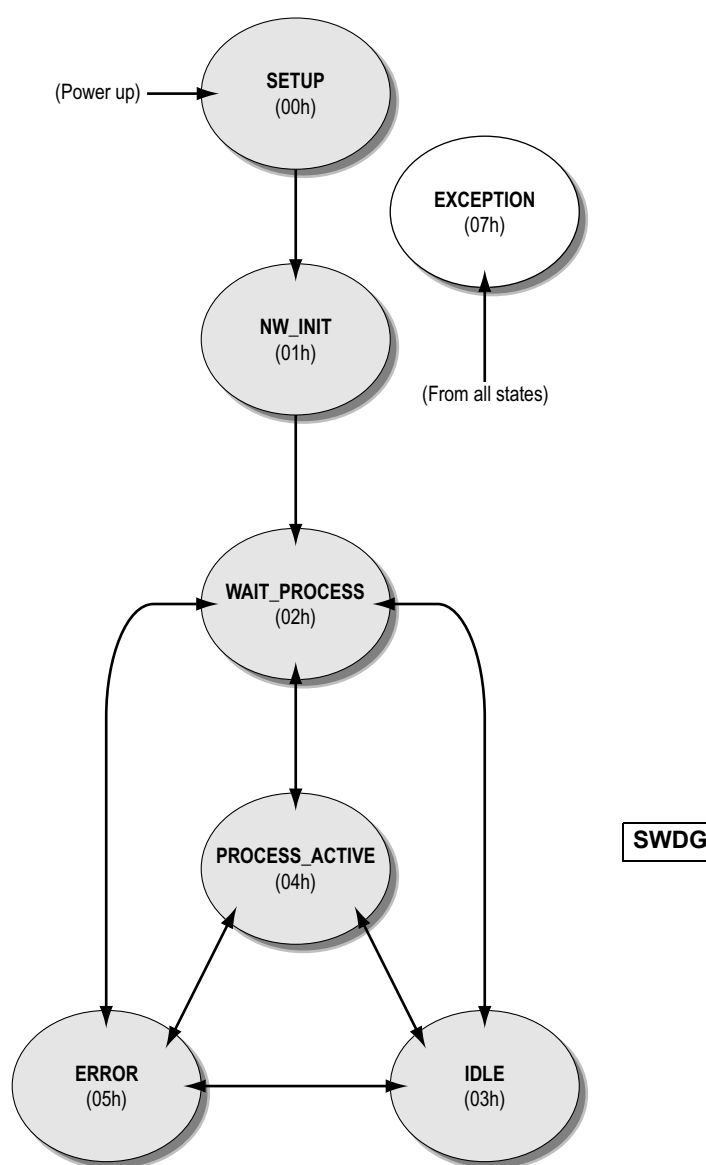 SETUP
(00h)
(Power up)
EXCEPTION
(07h)
NW_INIT
(01h)
(From all states)
WAIT_PROCESS
(02h)
PROCESS_ACTIVE
(04h)
SWDG
ERROR
(05h)
IDLE
(03h)